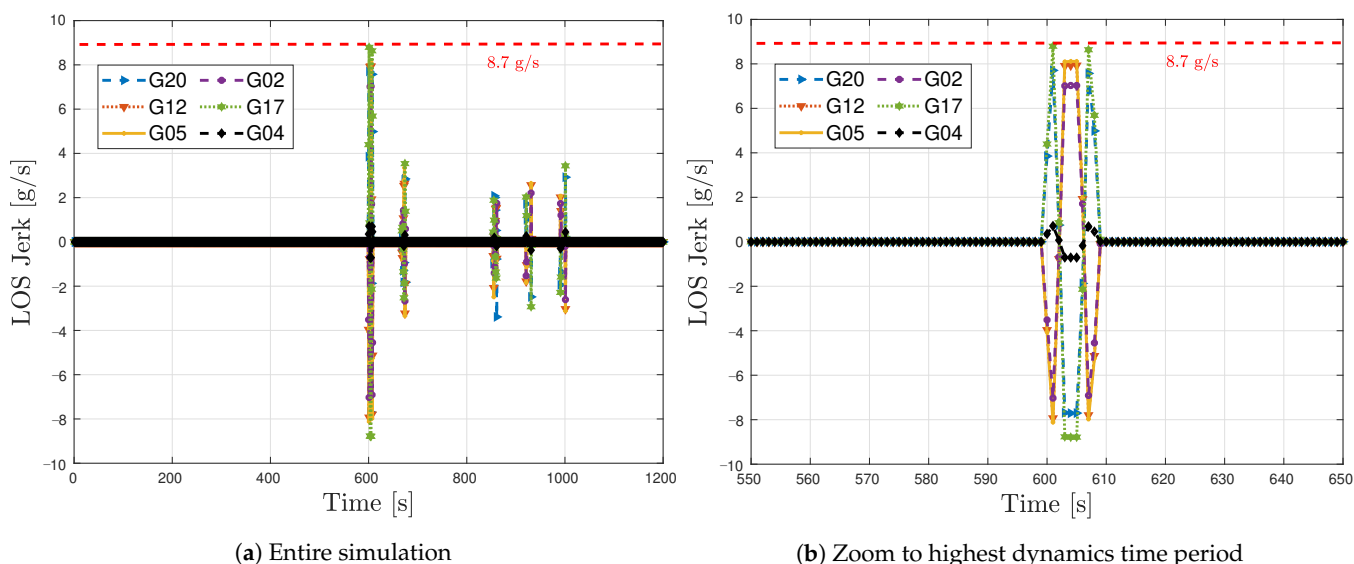 LOS Jerk [g/s]
10
8
6
4
2
0
−2
−4
−6
−8
−10
8.7 g/s
G20 G02
G12 G17
G05 G04
0 200 400 600 800 1000 1200
Time [s]
(a) Entire simulation
LOS Jerk [g/s]
10
8
6
4
2
0
−2
−4
−6
−8
−10
8.7 g/s
G20 G02
G12 G17
G05 G04
550 560 570 580 590 600 610 620 630 640 650
Time [s]
(b) Zoom to highest dynamics time period